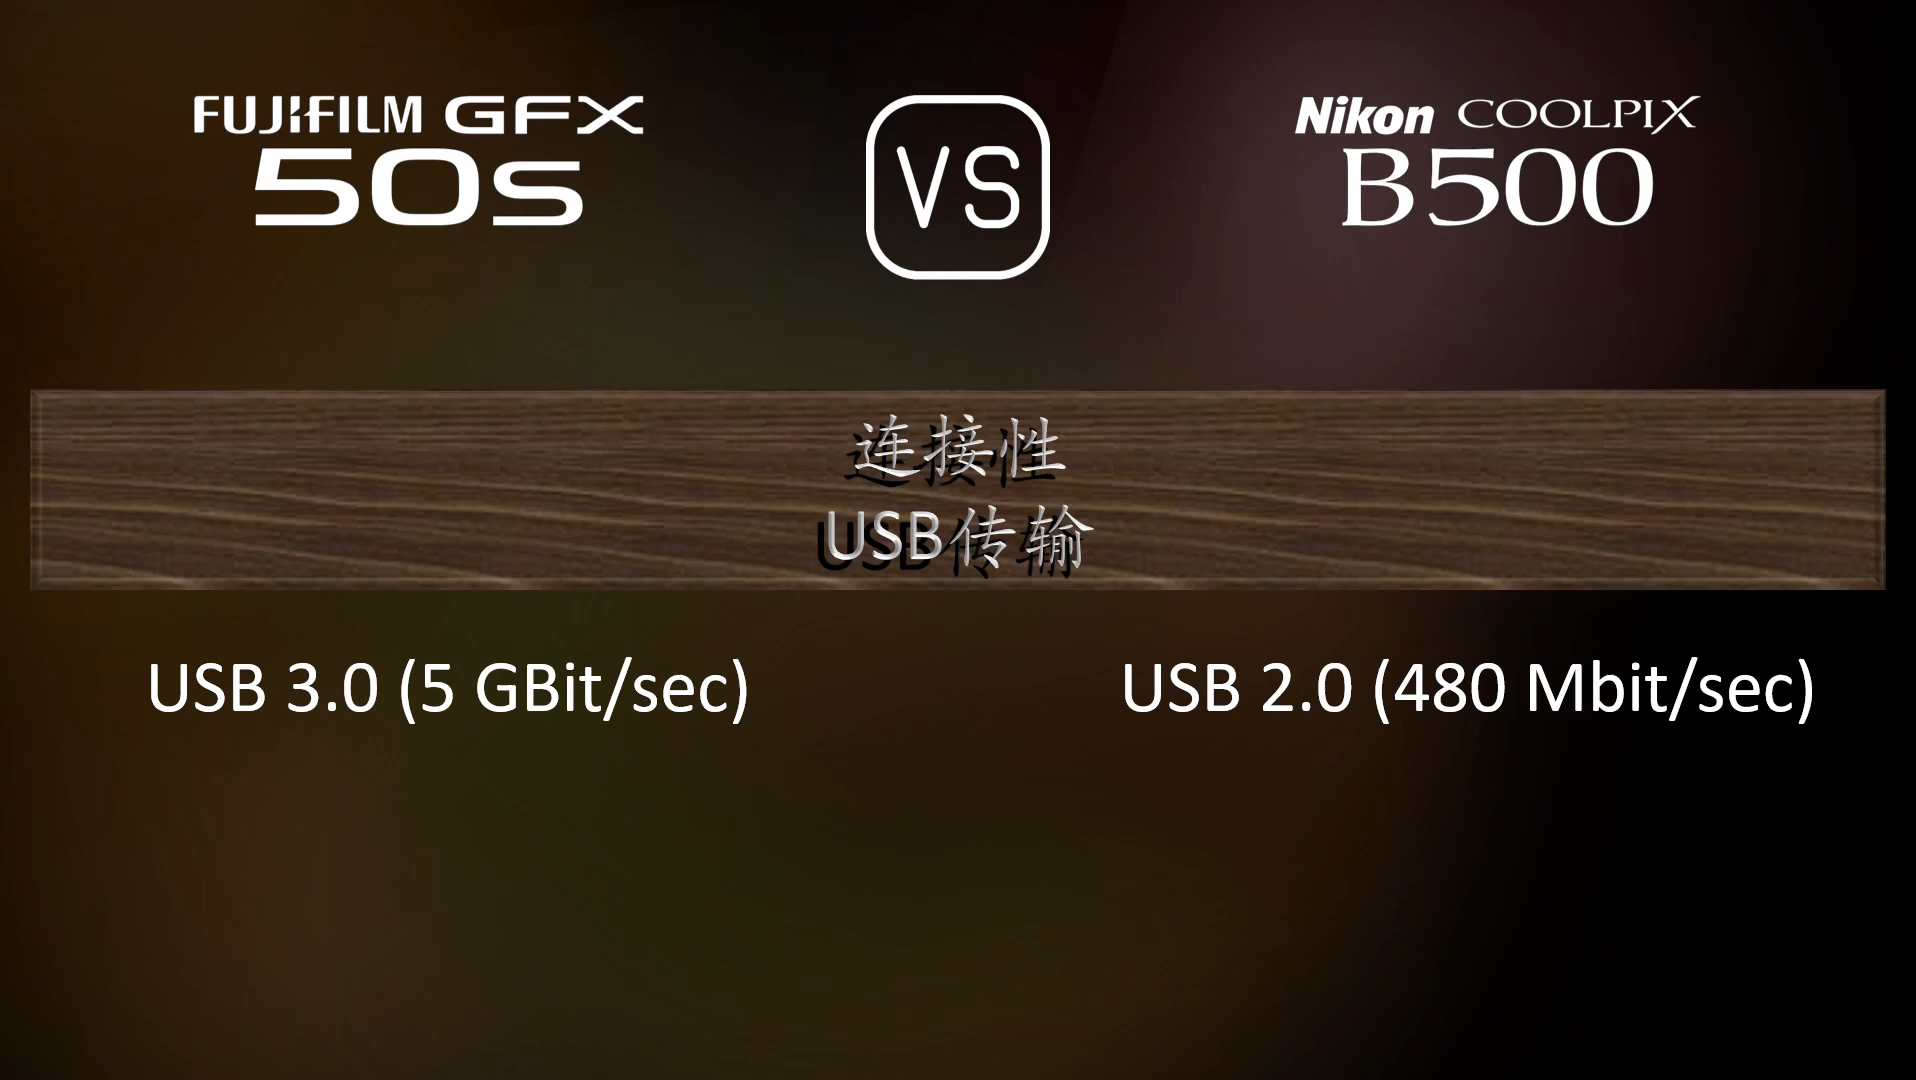 FUJIFILM GFX
50s
VS
Nikon COOLPIX
B500
连接性
USB传输
USB 3.0 (5 GBit/sec)
USB 2.0 (480 Mbit/sec)